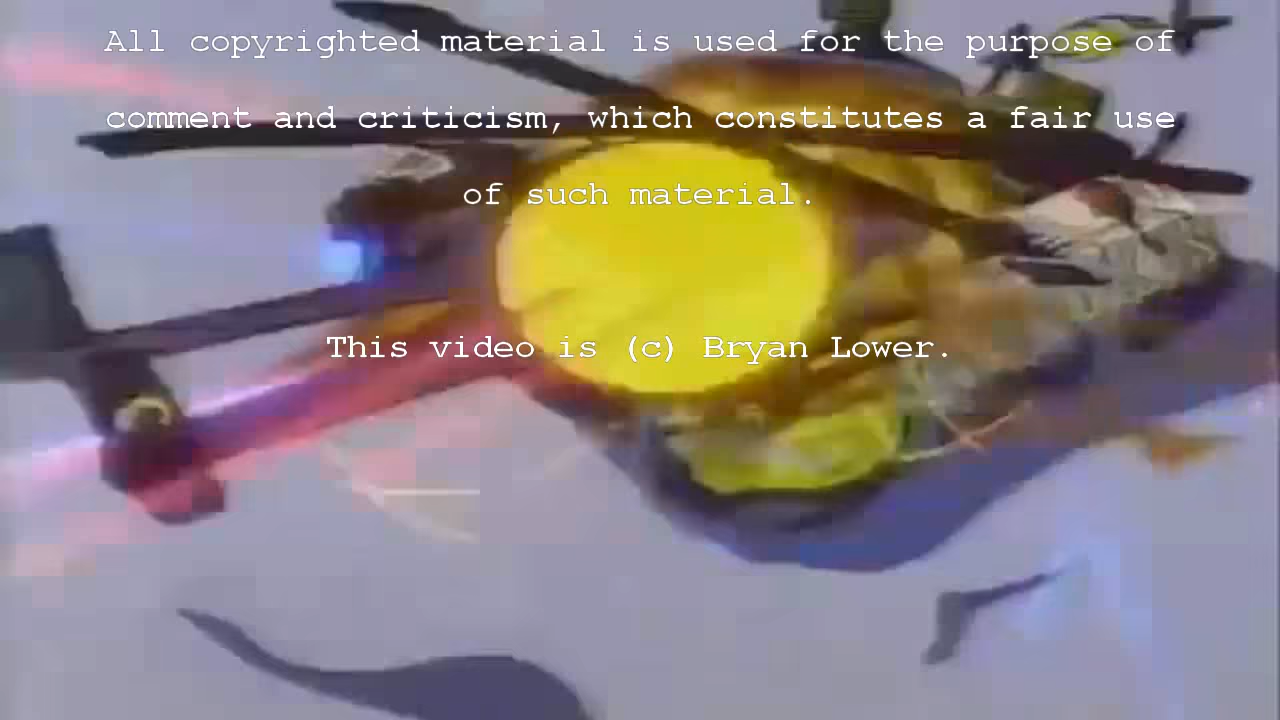 All copyrighted material is used for the purpose of
comment and criticism, which constitutes a fair use
of such material.
This video is (c) Bryan Lower.